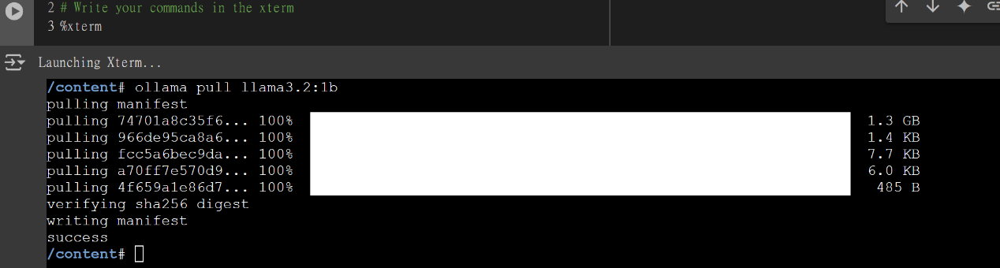 2 # Write your commands in the xterm
3 %xterm
Launching Xterm...
/content# ollama pull llama3.2:1b
pulling manifest
pulling 74701a8c35f6... 100% 1.3 GB
pulling 966de95ca8a6... 100% 1.4 KB
pulling fcc5a6bec9da... 100% 7.7 KB
pulling a70ff7e570d9... 100% 6.0 KB
pulling 4f659a1e86d7... 100% 485 B
verifying sha256 digest
writing manifest
success
/content#